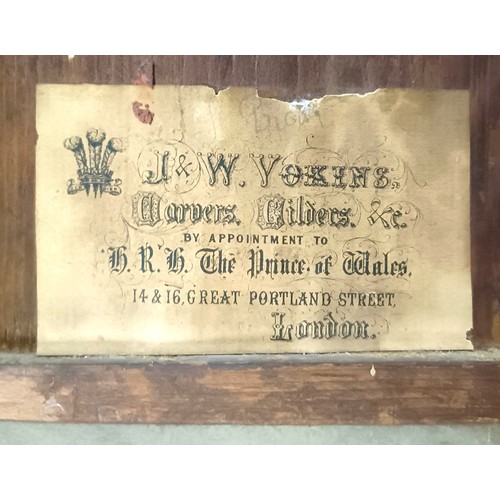 J & W. VOKINS,
Carvers. Gilders. &c.
BY APPOINTMENT TO
H. R. H. The Prince of Wales,
14 & 16, GREAT PORTLAND STREET,
London.